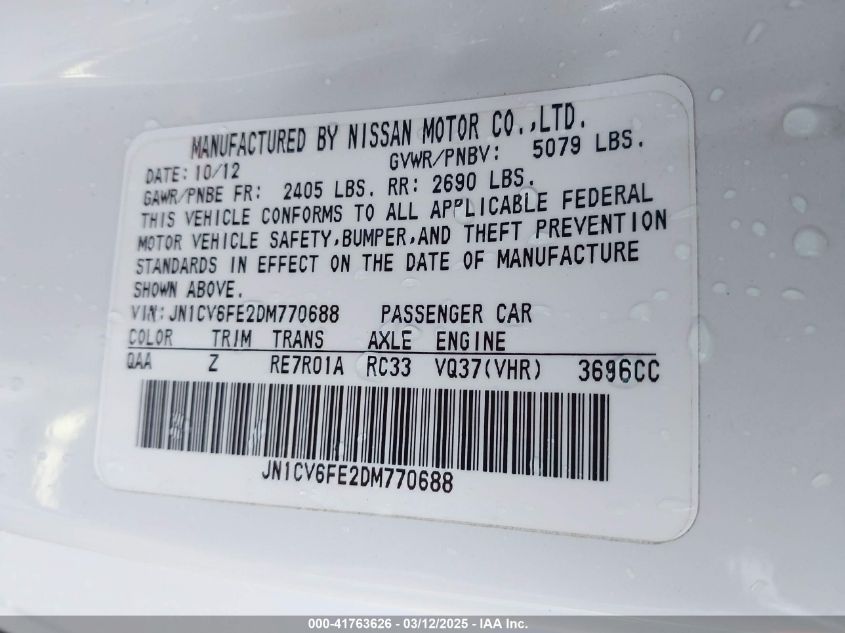 MANUFACTURED BY NISSAN MOTOR CO.,LTD.
DATE: 10/12 GVWR/PNBV: 5079 LBS.
GAWR/PNBE FR: 2405 LBS. RR: 2690 LBS.
THIS VEHICLE CONFORMS TO ALL APPLICABLE FEDERAL
MOTOR VEHICLE SAFETY,BUMPER,AND THEFT PREVENTION
STANDARDS IN EFFECT ON THE DATE OF MANUFACTURE
SHOWN ABOVE.
VIN: JN1CV6FE2DM770688 PASSENGER CAR
COLOR TRIM TRANS AXLE ENGINE
QAA Z RE7R01A RC33 VQ37(VHR) 3696CC
JN1CV6FE2DM770688
000-41763626 - 03/12/2025 - IAA Inc.